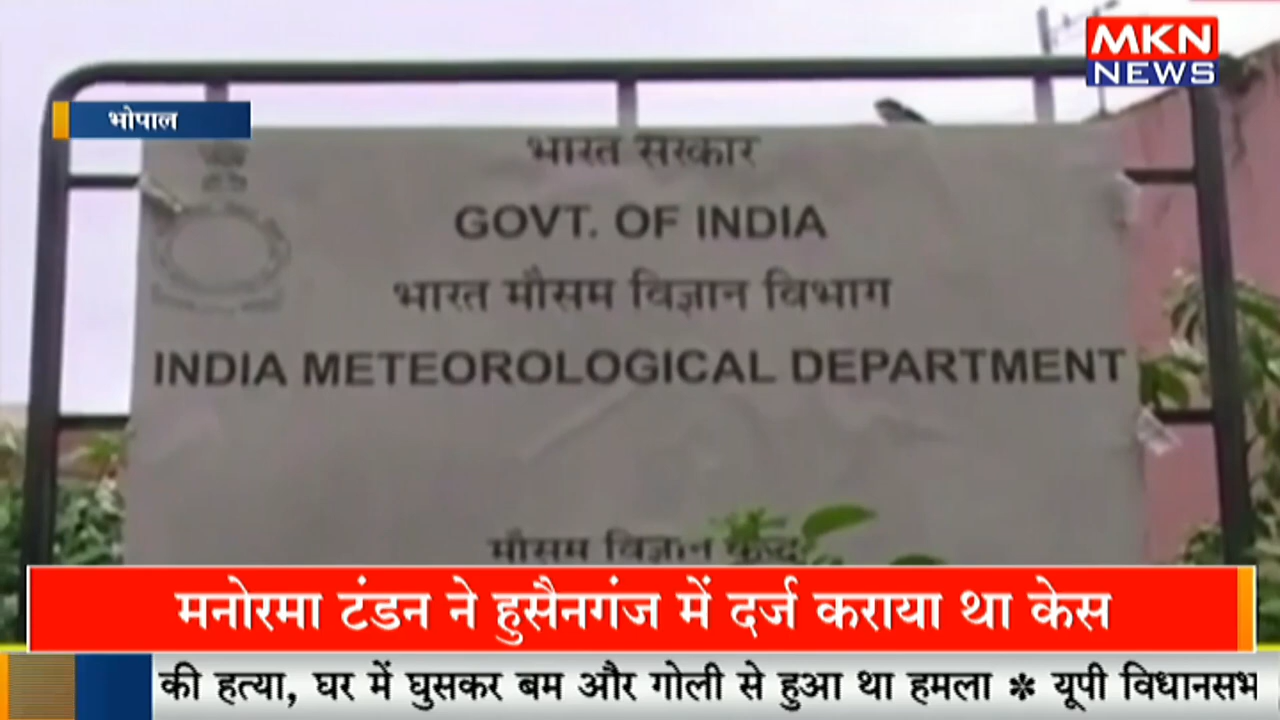 MKN
NEWS
भोपाल
भारत सरकार
GOVT. OF INDIA
भारत मौसम विज्ञान विभाग
INDIA METEOROLOGICAL DEPARTMENT
मौसम विज्ञान केन्द्र
मनोरमा टंडन ने हुसैनगंज में दर्ज कराया था केस
की हत्या, घर में घुसकर बम और गोली से हुआ था हमला * यूपी विधानसभ